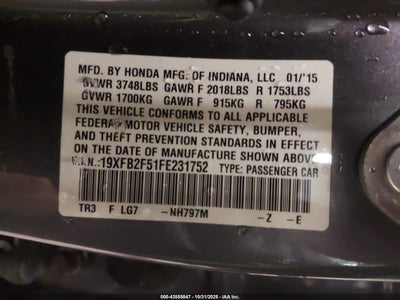 MFD. BY HONDA MFG. OF INDIANA, LLC 01/'15
GVWR 3748LBS GAWR F 2018LBS R 1753LBS
GVWR 1700KG GAWR F 915KG R 795KG
THIS VEHICLE CONFORMS TO ALL APPLICABLE
FEDERAL MOTOR VEHICLE SAFETY, BUMPER,
AND THEFT PREVENTION STANDARDS IN EFFECT
ON THE DATE OF MANUFACTURE SHOWN ABOVE.
V.I.N.:19XFB2F51FE231752 TYPE: PASSENGER CAR
TR3 F LG7 -NH797M -Z -E
000-43555847 - 10/31/2025 - IAA Inc.